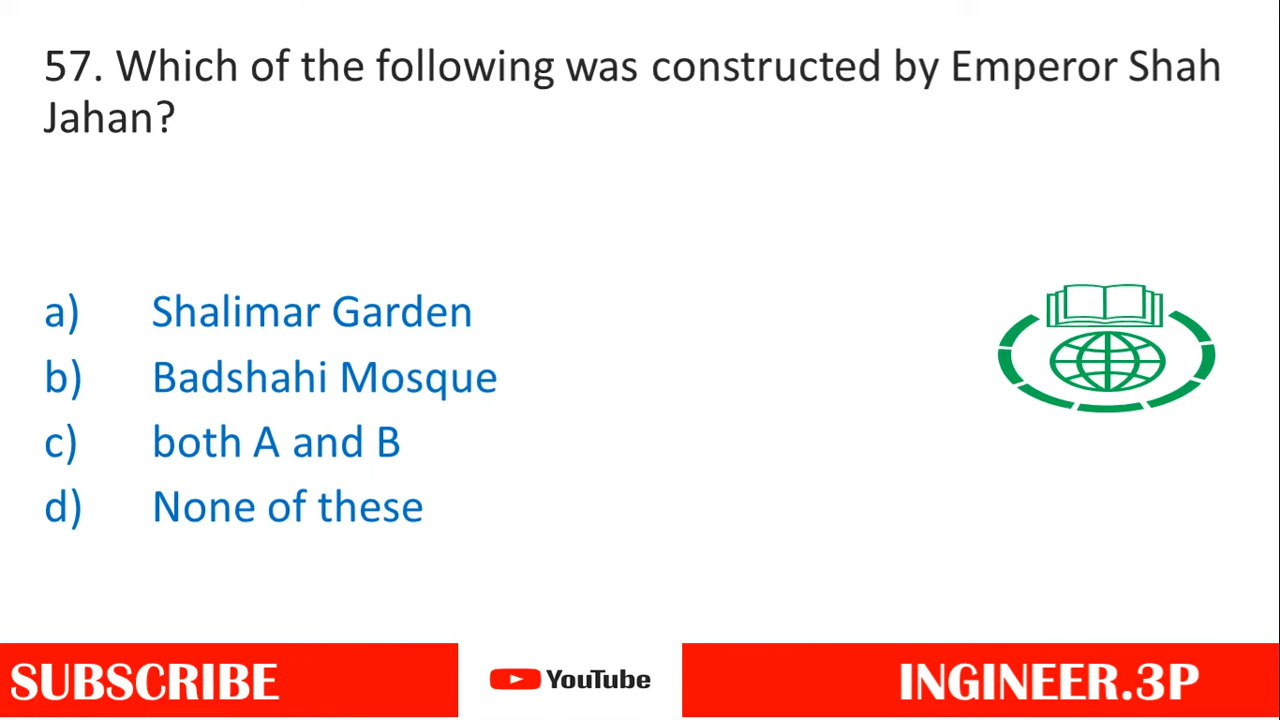 57. Which of the following was constructed by Emperor Shah
Jahan?
a) Shalimar Garden
b) Badshahi Mosque
c) both A and B
d) None of these
SUBSCRIBE
YouTube
INGINEER.3P